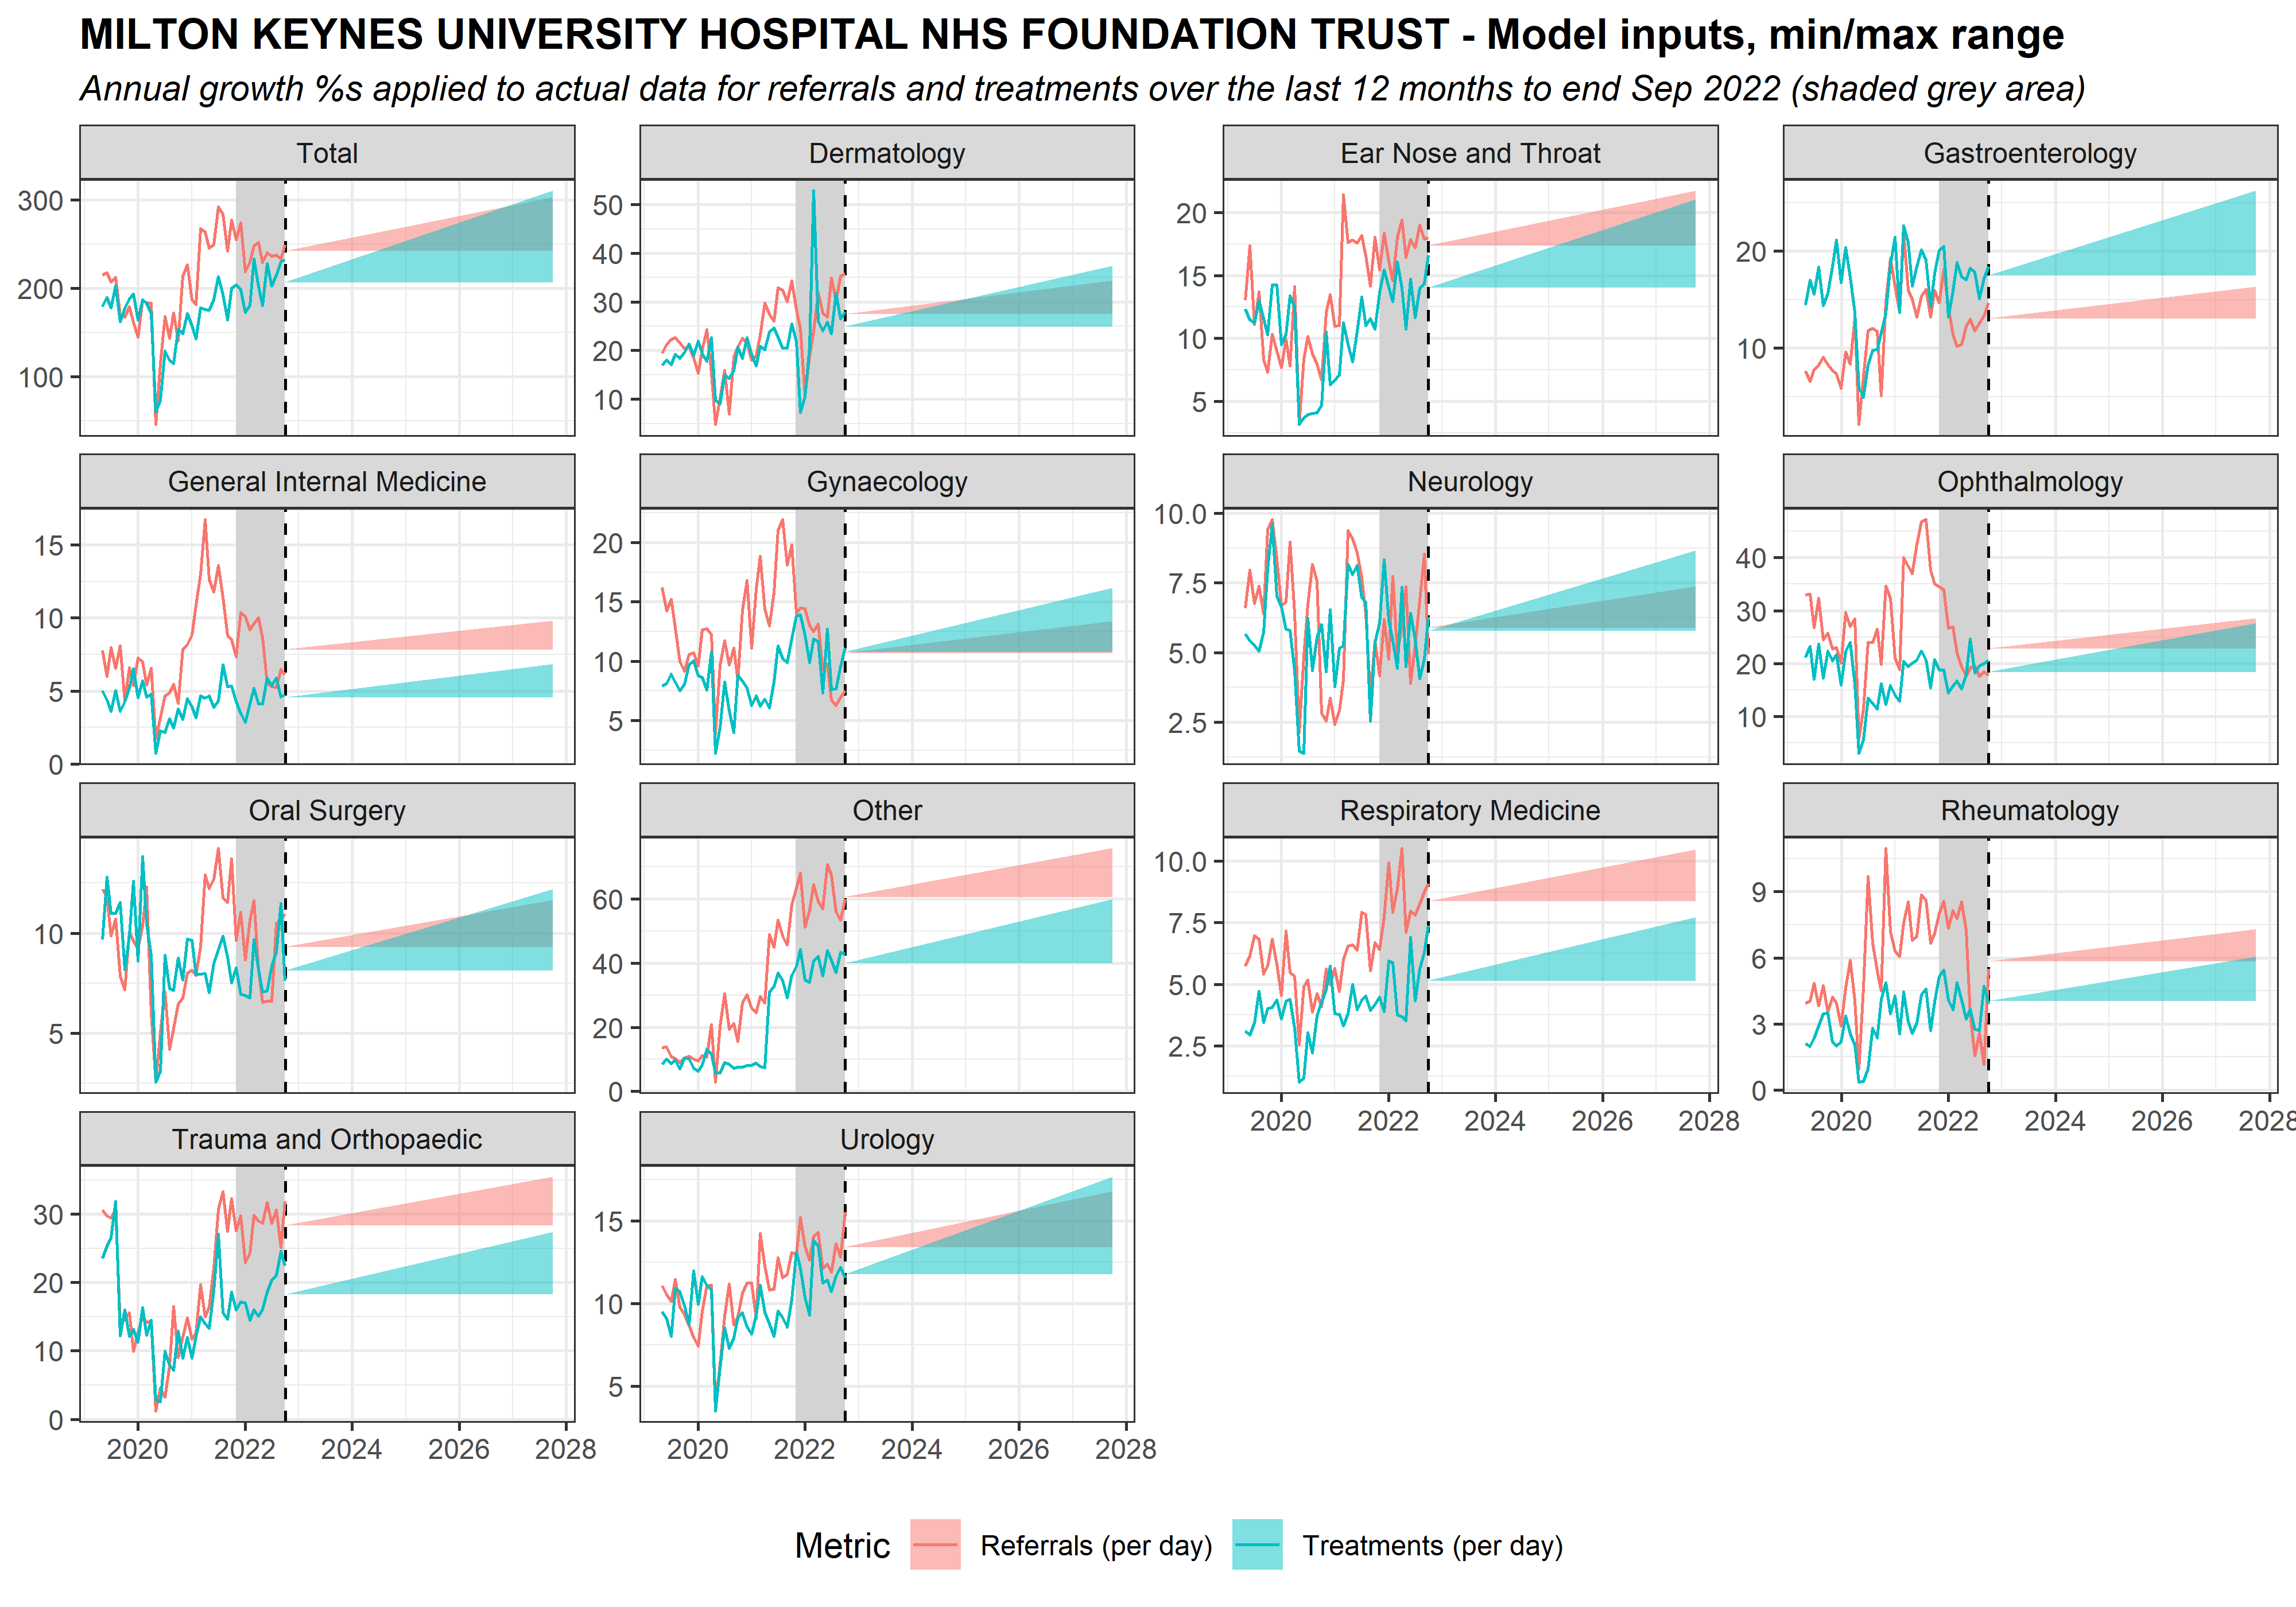 MILTON KEYNES UNIVERSITY HOSPITAL NHS FOUNDATION TRUST - Model inputs, min/max range
Annual growth %s applied to actual data for referrals and treatments over the last 12 months to end Sep 2022 (shaded grey area)
Total
300
200
100
Dermatology
50
40
30
20
10
Ear Nose and Throat
20
15
10
5
Gastroenterology
20
10
General Internal Medicine
15
10
5
0
Gynaecology
20
15
10
5
Neurology
10.0
7.5
5.0
2.5
Ophthalmology
40
30
20
10
Oral Surgery
10
5
Other
60
40
20
0
Respiratory Medicine
10.0
7.5
5.0
2.5
2020 2022 2024 2026 2028
Rheumatology
9
6
3
0
2020 2022 2024 2026 2028
Trauma and Orthopaedic
30
20
10
0
2020 2022 2024 2026 2028
Urology
15
10
5
2020 2022 2024 2026 2028
Metric Referrals (per day) Treatments (per day)